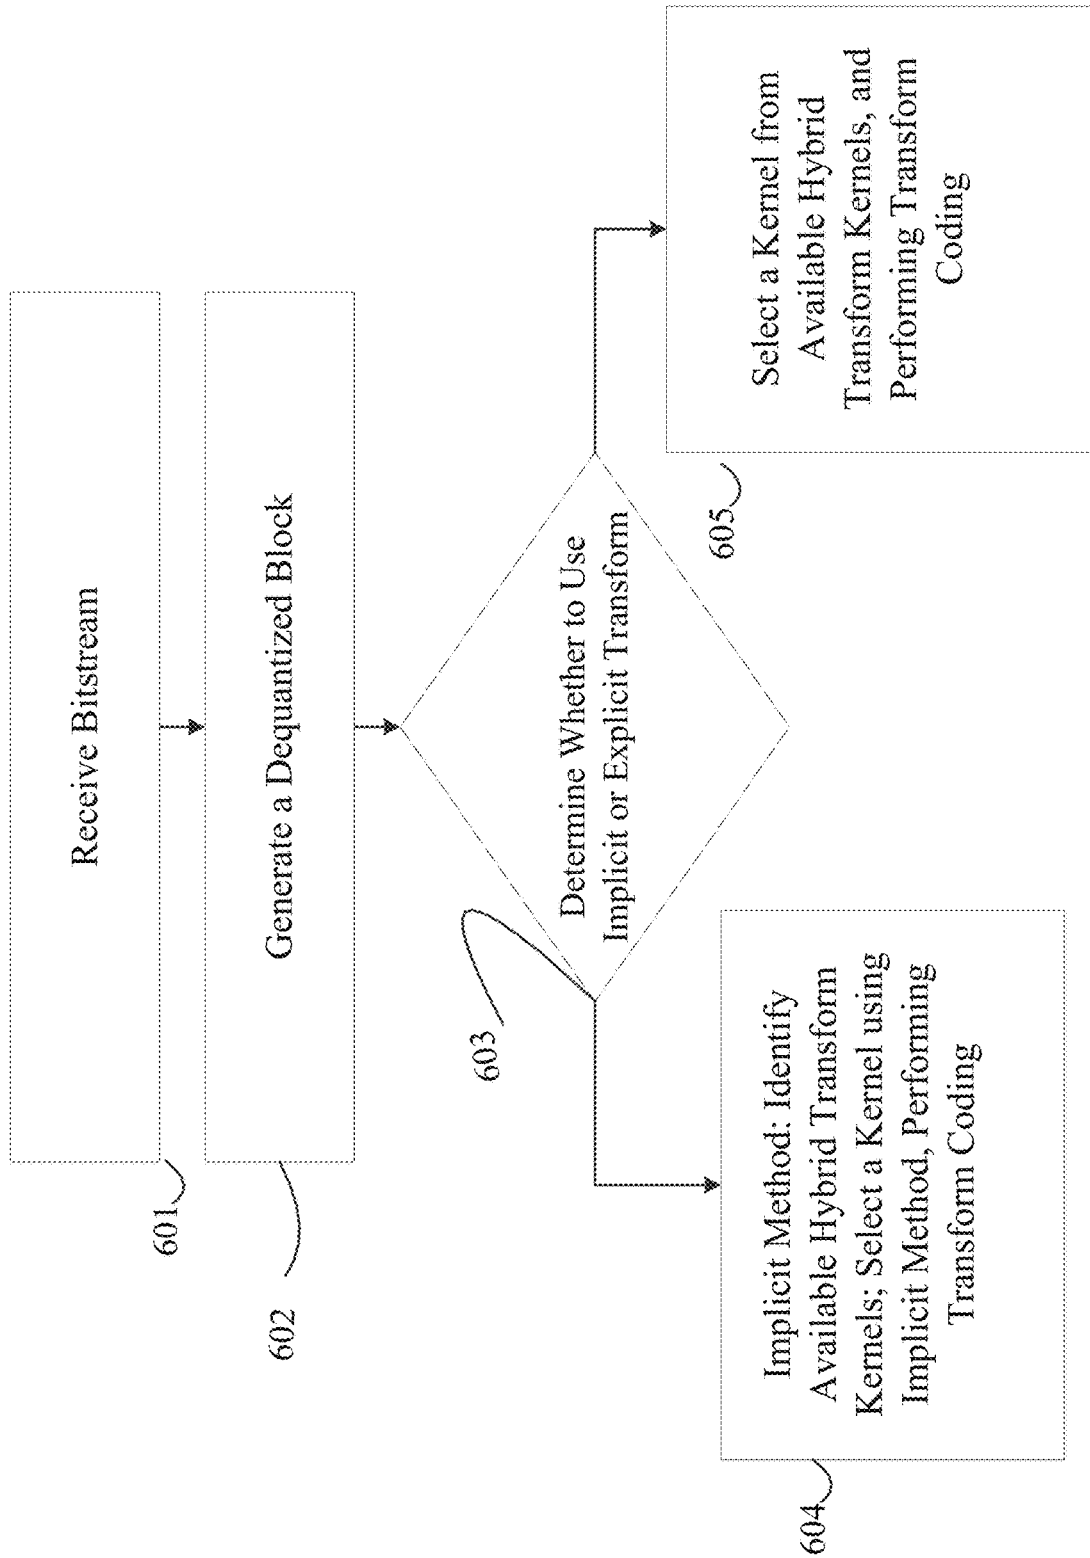 Receive Bitstream
601
Generate a Dequantized Block
602
Determine Whether to Use
Implicit or Explicit Transform
603
Implicit Method: Identify
Available Hybrid Transform
Kernels; Select a Kernel using
Implicit Method, Performing
Transform Coding
604
Select a Kernel from
Available Hybrid
Transform Kernels, and
Performing Transform
Coding
605